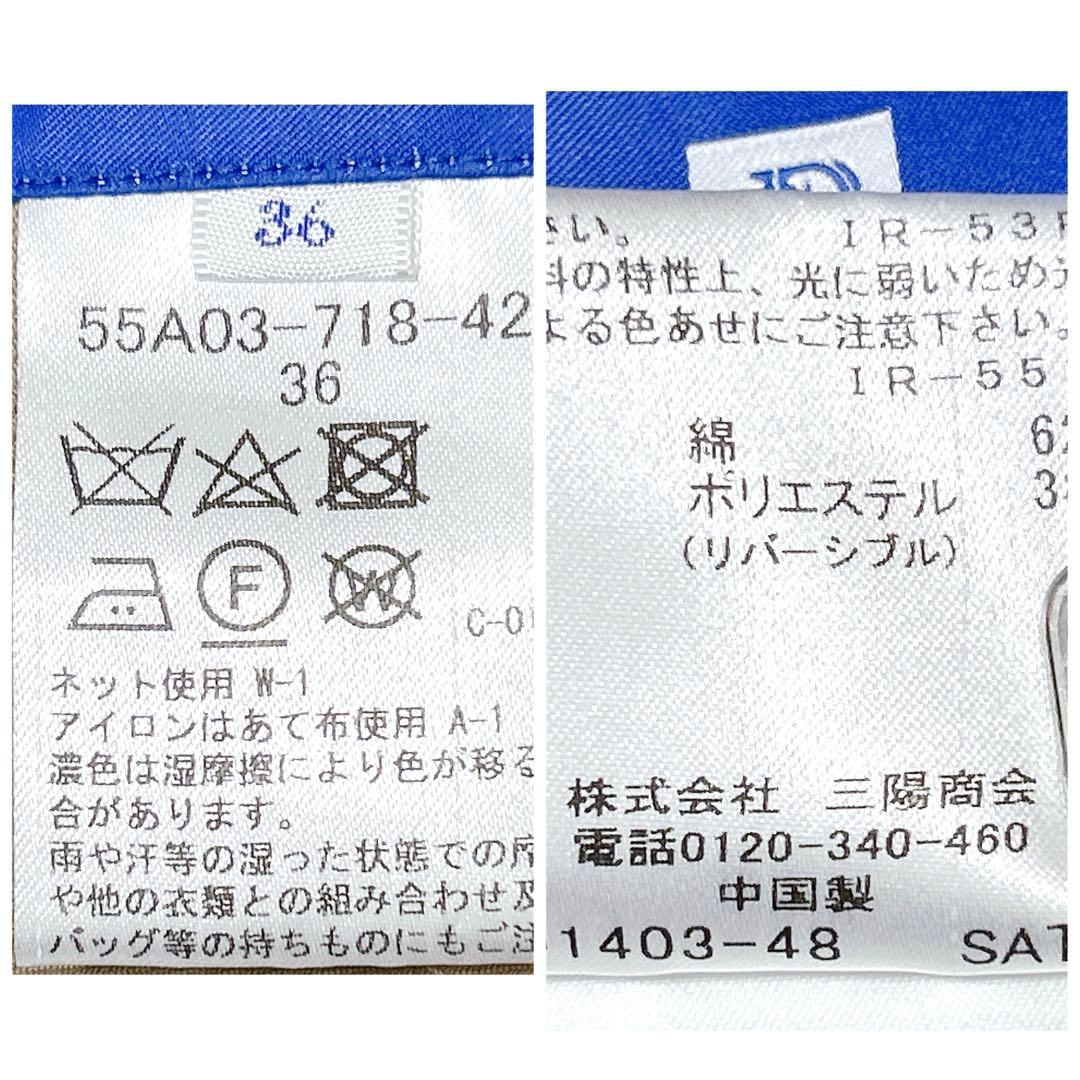 36
55A03-718-42
36
F
W
C-0
ネット使用 W-1
アイロンはあて布使用 A-1
濃色は湿摩擦により色が移る
合があります。
雨や汗等の湿った状態での
や他の衣類との組み合わせ及
バッグ等の持ちものにもご注
さい。 IR-53F
料の特性上、光に弱いため
よる色あせにご注意下さい。
IR-55
綿 62
ポリエステル 3
(リバーシブル)
株式会社 三陽商会
電話0120-340-460
中国製
1403-48 SAT